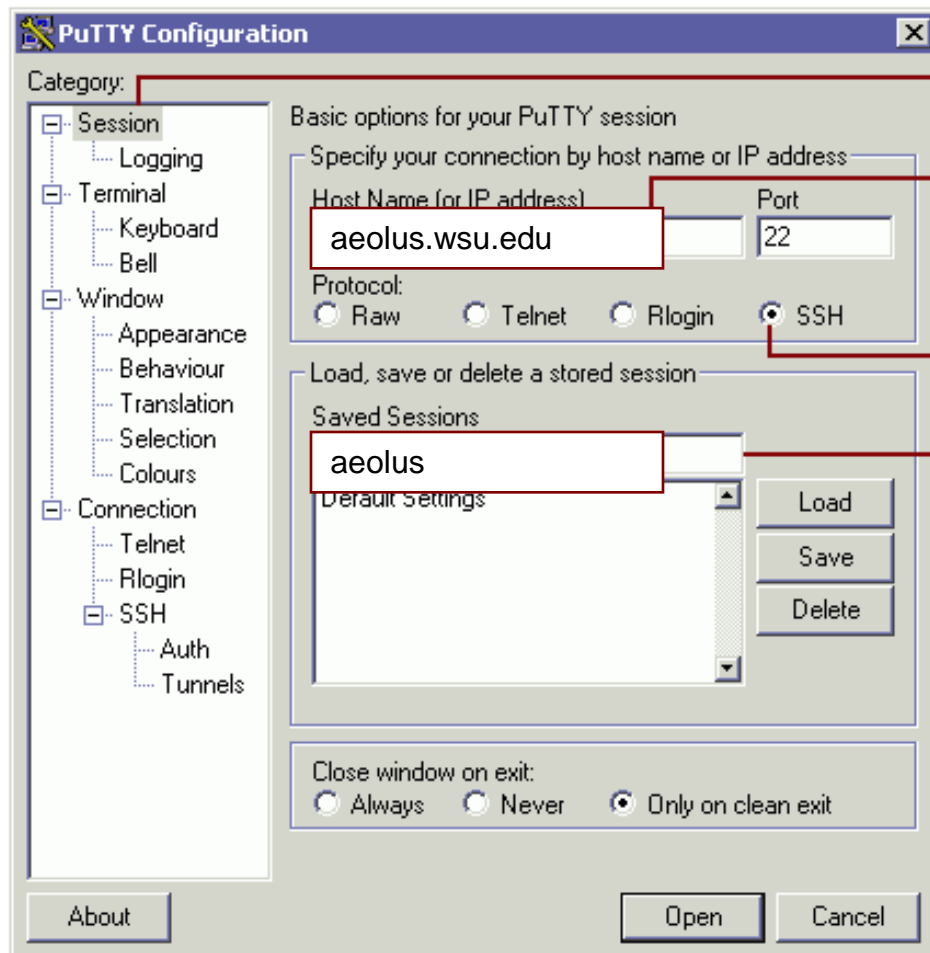 PuTTY Configuration
Category:
Session
Logging
Terminal
Keyboard
Bell
Window
Appearance
Behaviour
Translation
Selection
Colours
Connection
Telnet
Rlogin
SSH
Auth
Tunnels
Basic options for your PuTTY session
Specify your connection by host name or IP address
Host Name (or IP address) Port
aeolus.wsu.edu 22
Protocol:
Raw Telnet Rlogin SSH
Load, save or delete a stored session
Saved Sessions
aeolus
Default Settings
Load
Save
Delete
Close window on exit:
Always Never Only on clean exit
About Open Cancel